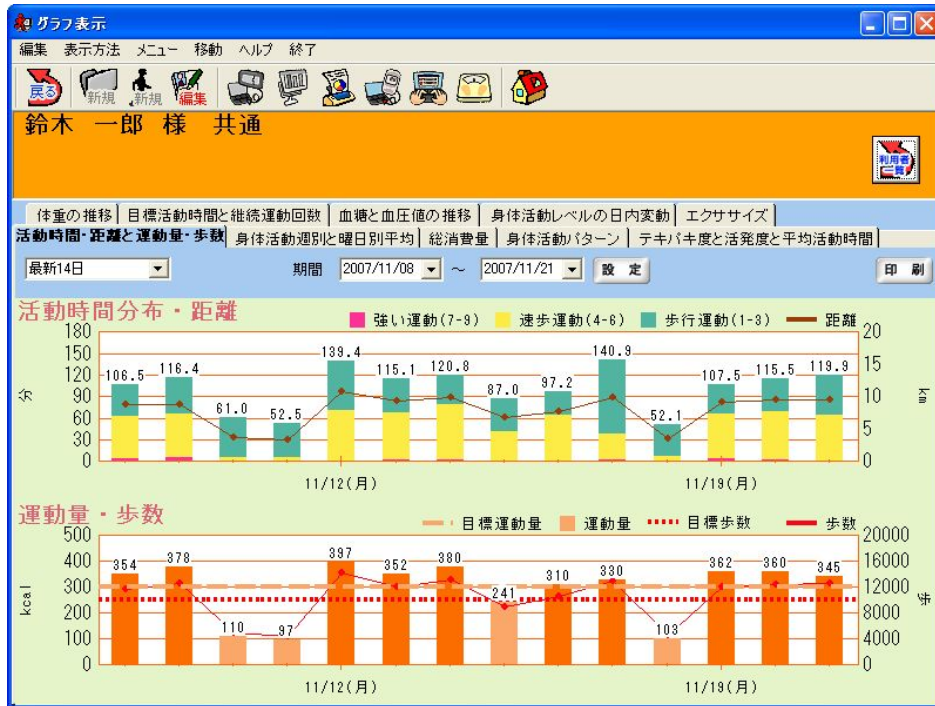 グラフ表示
編集 表示方法 メニュー 移動 ヘルプ 終了
戻る 新規 新規 編集
鈴木 一郎 様 共通
利用者一覧
体重の推移 目標活動時間と継続運動回数 血糖と血圧値の推移 身体活動レベルの日内変動 エクササイズ
活動時間・距離と運動量・歩数 身体活動週別と曜日別平均 総消費量 身体活動パターン テキパキ度と活発度と平均活動時間
最新14日 期間 2007/11/08 ～ 2007/11/21 設 定 印 刷
活動時間分布・距離
強い運動(7-9) 速歩運動(4-6) 歩行運動(1-3) 距離
180 150 120 90 60 30 0
分
106.5 116.4 61.0 52.5 139.4 115.1 120.8 87.0 97.2 140.9 52.1 107.5 115.5 119.9
20 15 10 5 0
km
11/12(月) 11/19(月)
運動量・歩数
目標運動量 運動量 目標歩数 歩数
500 400 300 200 100 0
kcal
354 378 110 97 397 352 380 241 310 330 103 362 360 345
20000 16000 12000 8000 4000 0
歩
11/12(月) 11/19(月)